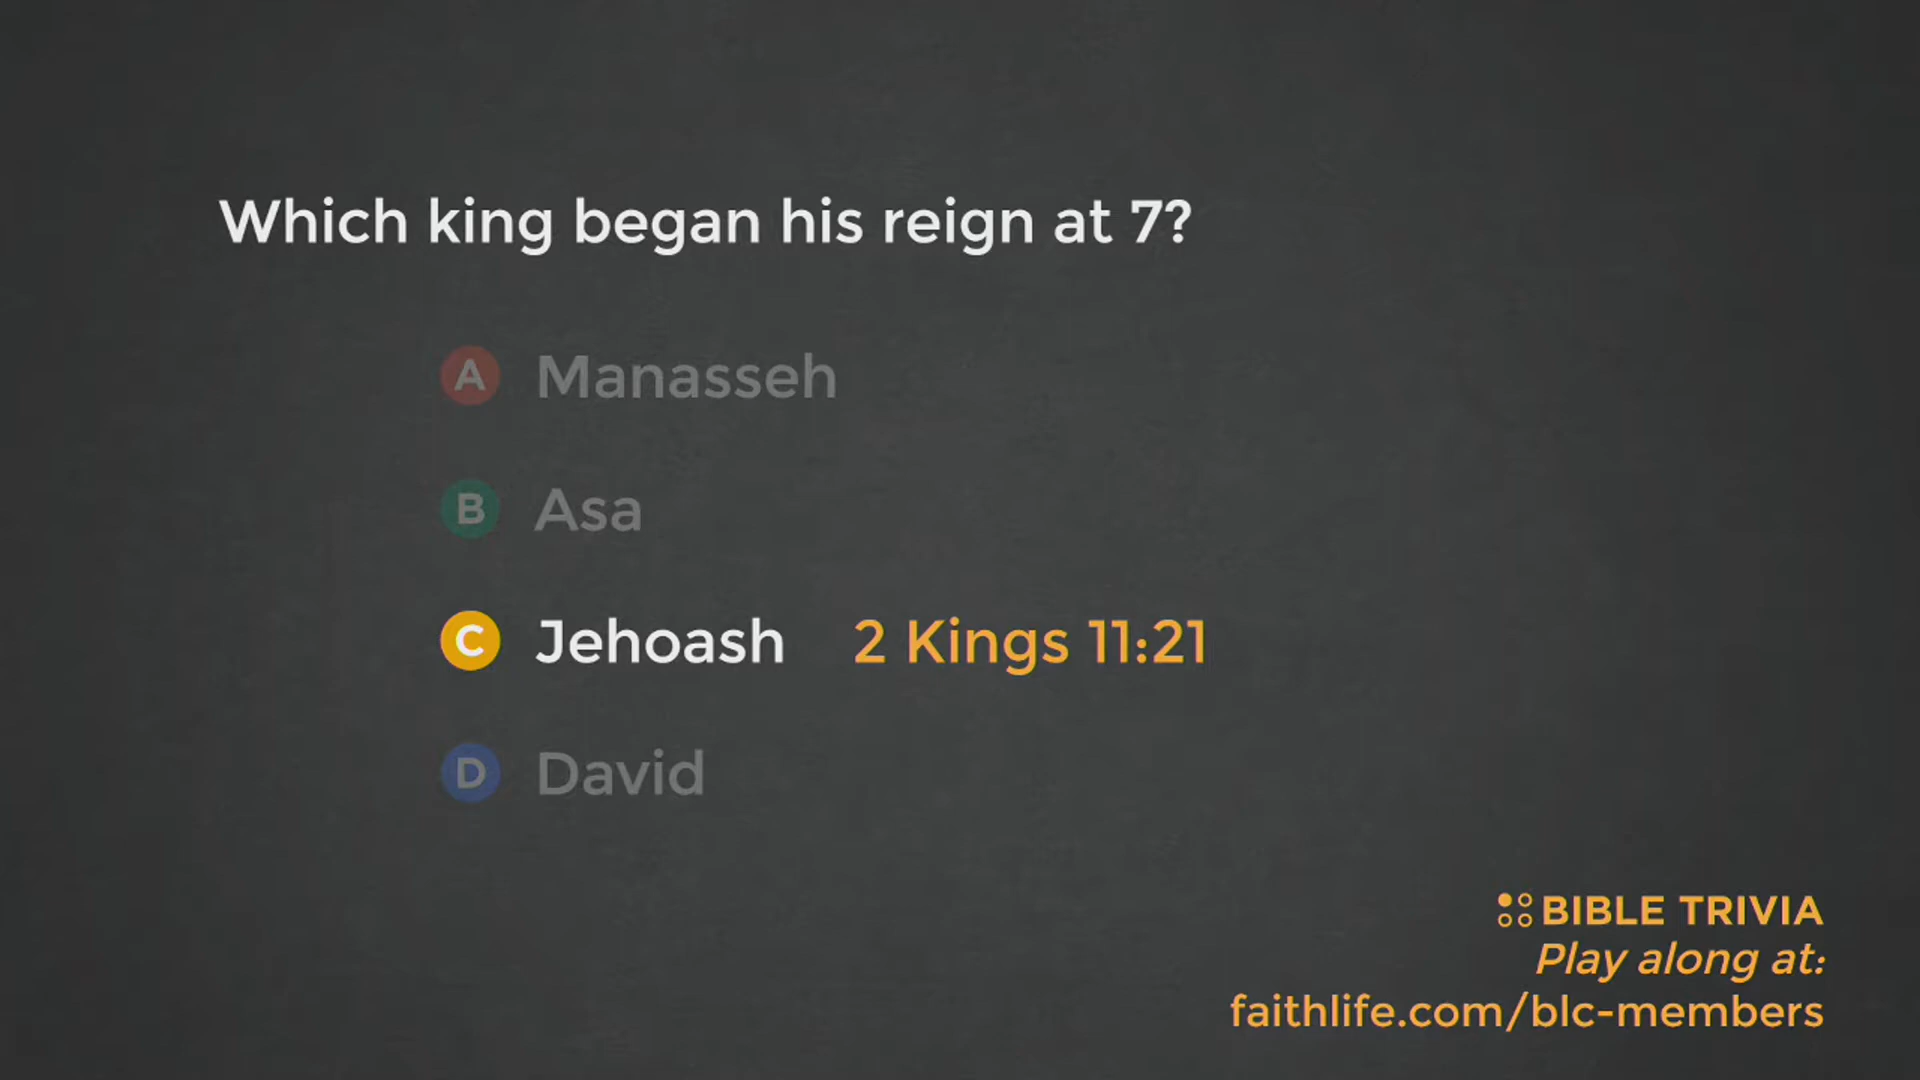 Which king began his reign at 7?
A Manasseh
B Asa
C Jehoash 2 Kings 11:21
D David
BIBLE TRIVIA
Play along at:
faithlife.com/blc-members